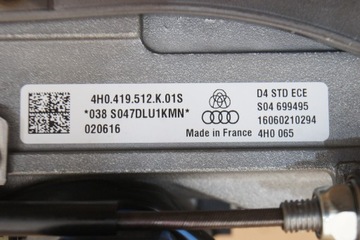 4H0.419.512.K.01S
*038 S047DLU1KMN*
020616
Made in France
D4 STD ECE
S04 699495
16060210294
4H0 065